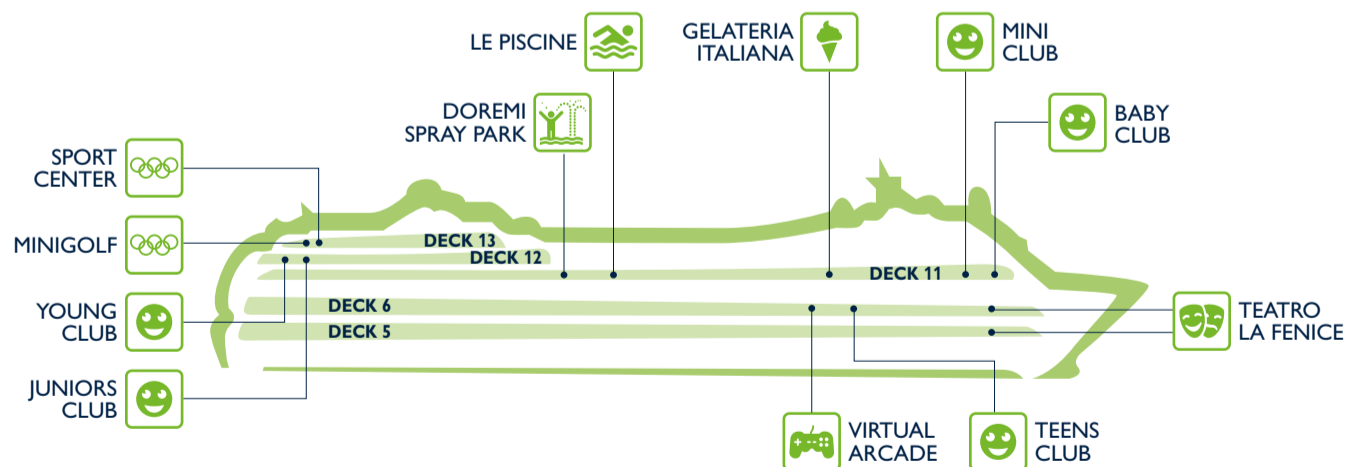 LE PISCINE
GELATERIA
ITALIANA
MINI
CLUB
DOREMI
SPRAY PARK
BABY
CLUB
SPORT
CENTER
MINIGOLF
DECK 13
DECK 12
DECK 11
YOUNG
CLUB
DECK 6
DECK 5
TEATRO
LA FENICE
JUNIORS
CLUB
VIRTUAL
ARCADE
TEENS
CLUB